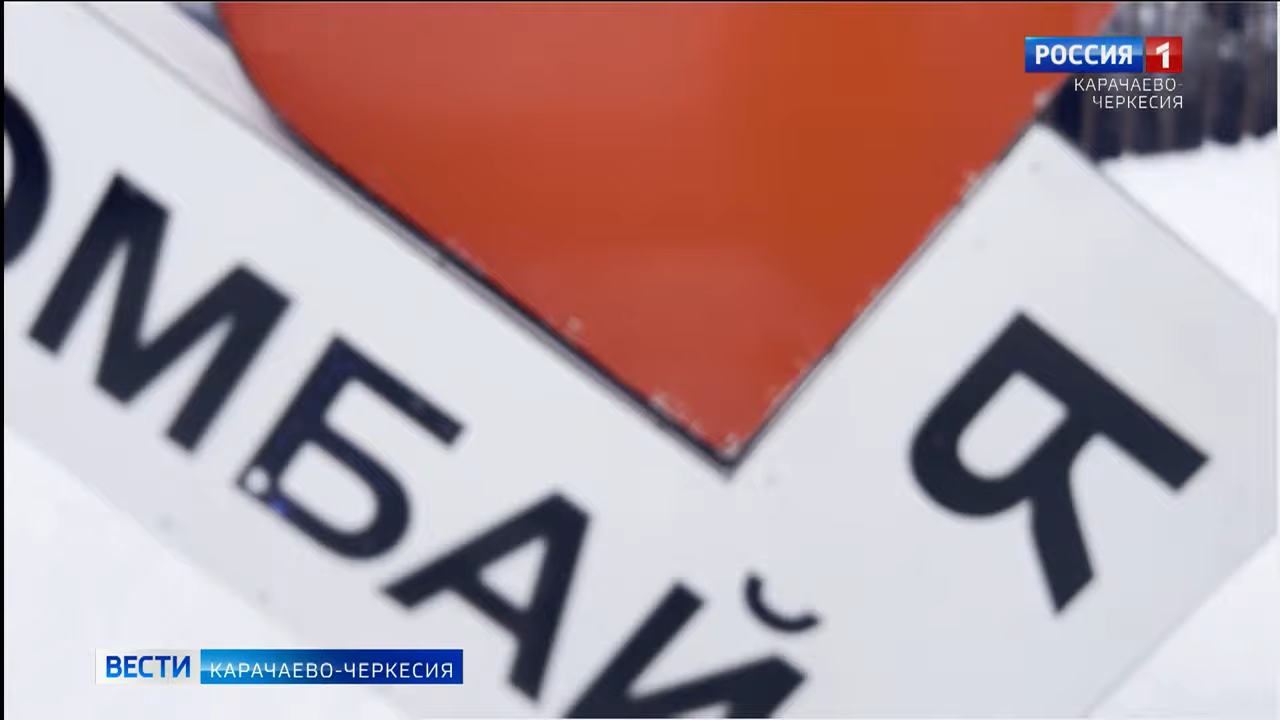 РОССИЯ 1
КАРАЧАЕВО-
ЧЕРКЕСИЯ
Я
ОМБАЙ
ВЕСТИ КАРАЧАЕВО-ЧЕРКЕСИЯ